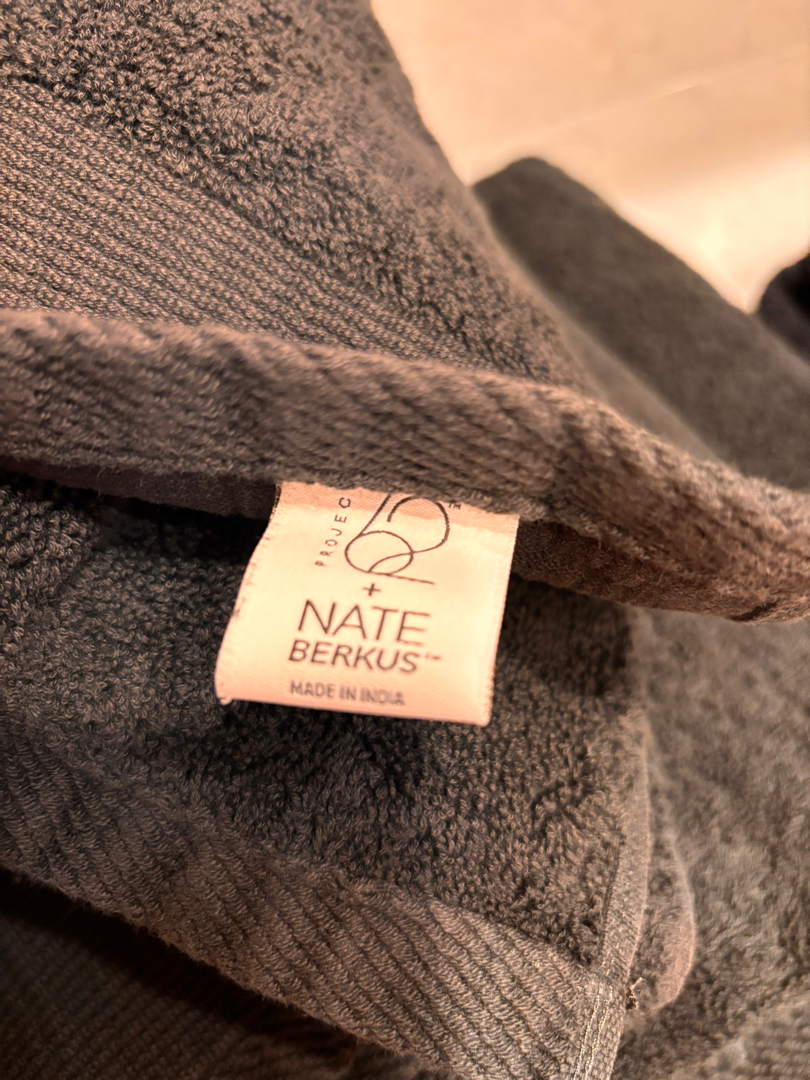 PROJEC
62
+
NATE
BERKUS™
MADE IN INDIA